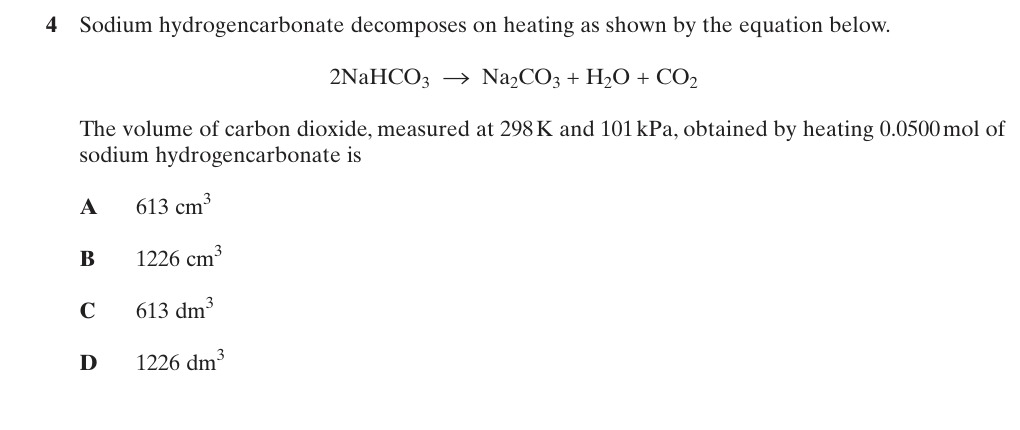 4 Sodium hydrogencarbonate decomposes on heating as shown by the equation below.
2NaHCO₃ → Na₂CO₃ + H₂O + CO₂
The volume of carbon dioxide, measured at 298 K and 101 kPa, obtained by heating 0.0500 mol of
sodium hydrogencarbonate is
A 613 cm³
B 1226 cm³
C 613 dm³
D 1226 dm³